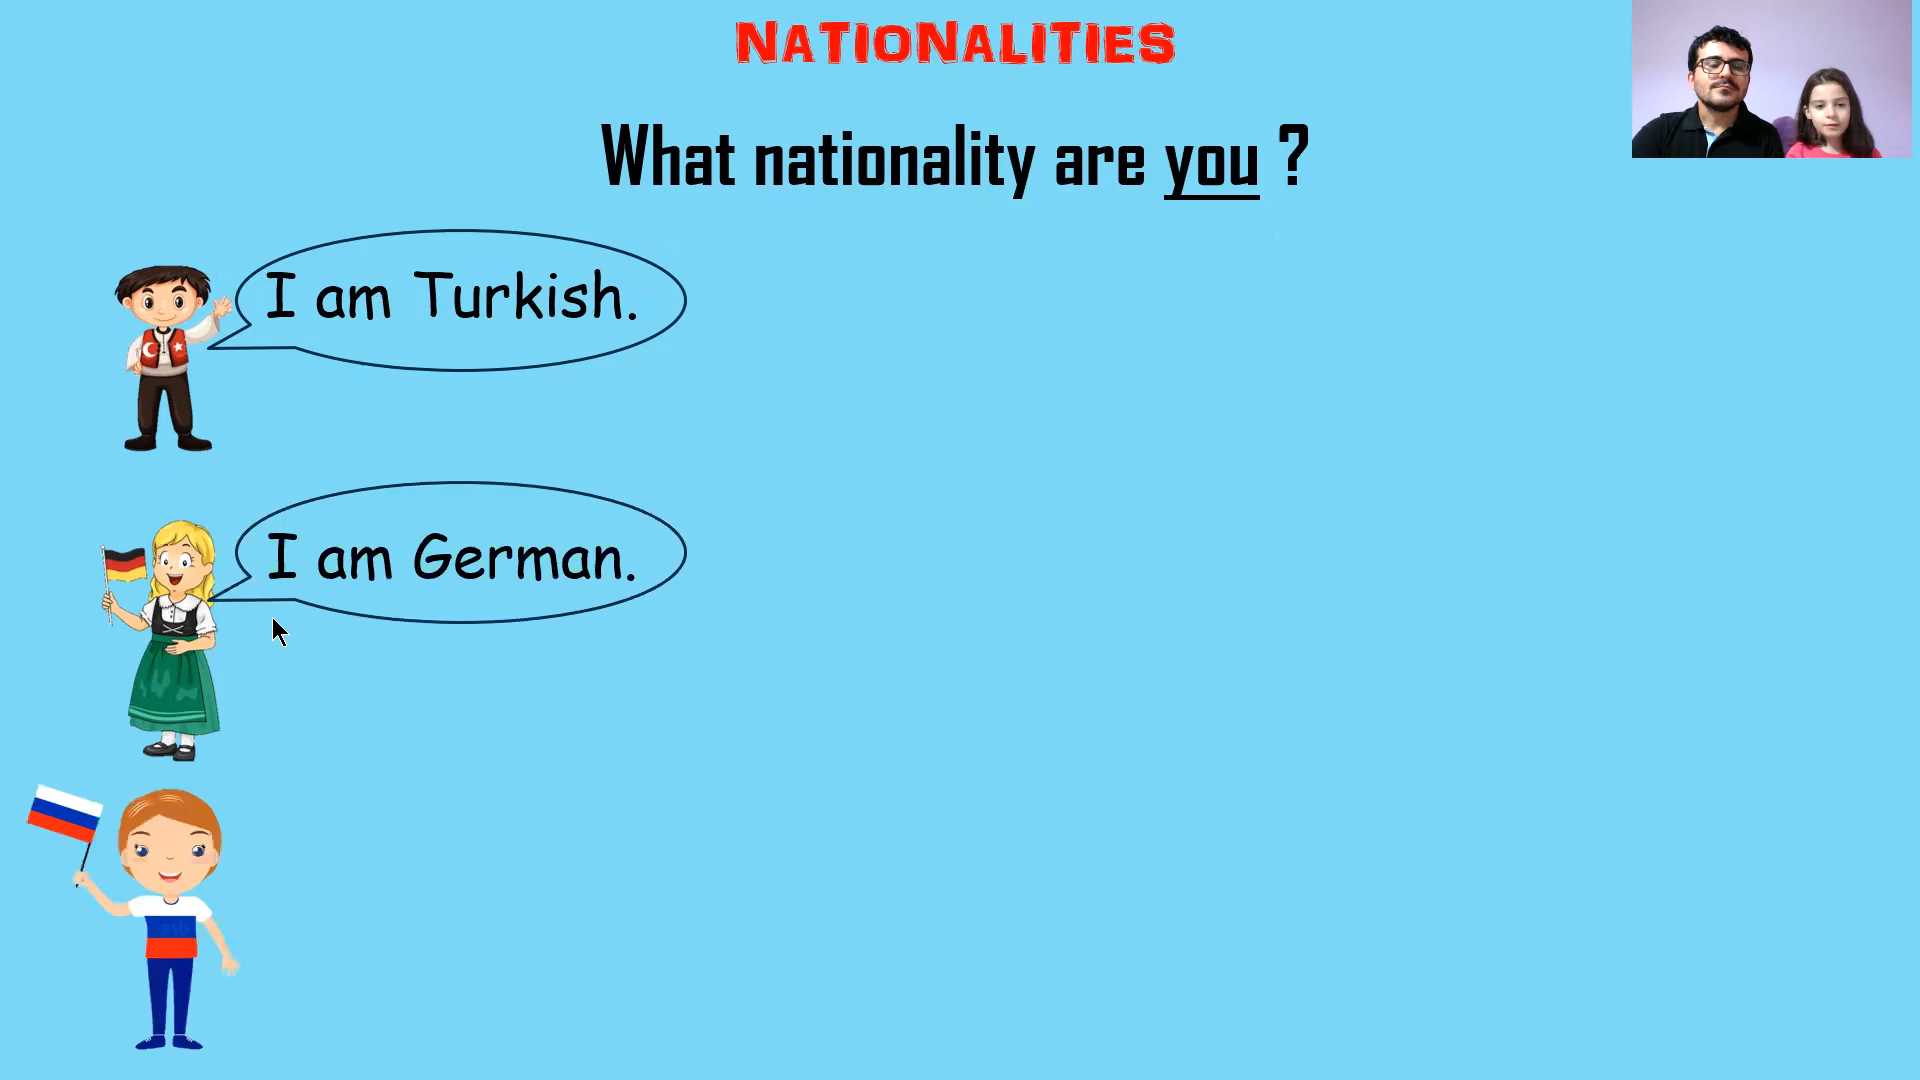 NATIONALITIES
What nationality are you ?
I am Turkish.
I am German.